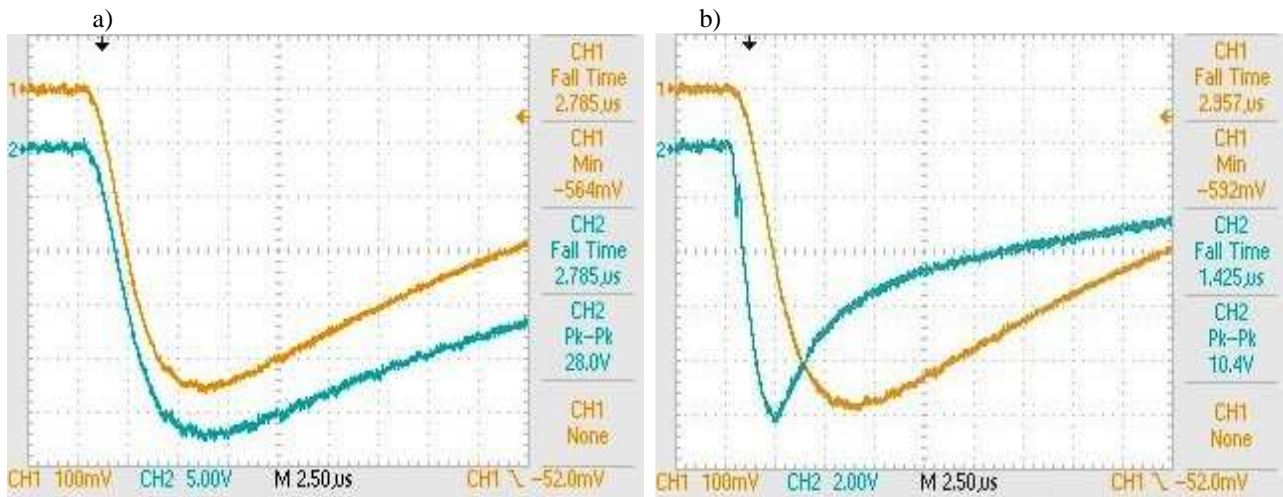 a)
1
2
CH1
Fall Time
2.785µs
CH1
Min
-564mV
CH2
Fall Time
2.785µs
CH2
Pk-Pk
28.0V
CH1
None
CH1 100mV CH2 5.00V M 2.50µs CH1 \ -52.0mV
b)
1
2
CH1
Fall Time
2.957µs
CH1
Min
-592mV
CH2
Fall Time
1.425µs
CH2
Pk-Pk
10.4V
CH1
None
CH1 100mV CH2 2.00V M 2.50µs CH1 \ -52.0mV